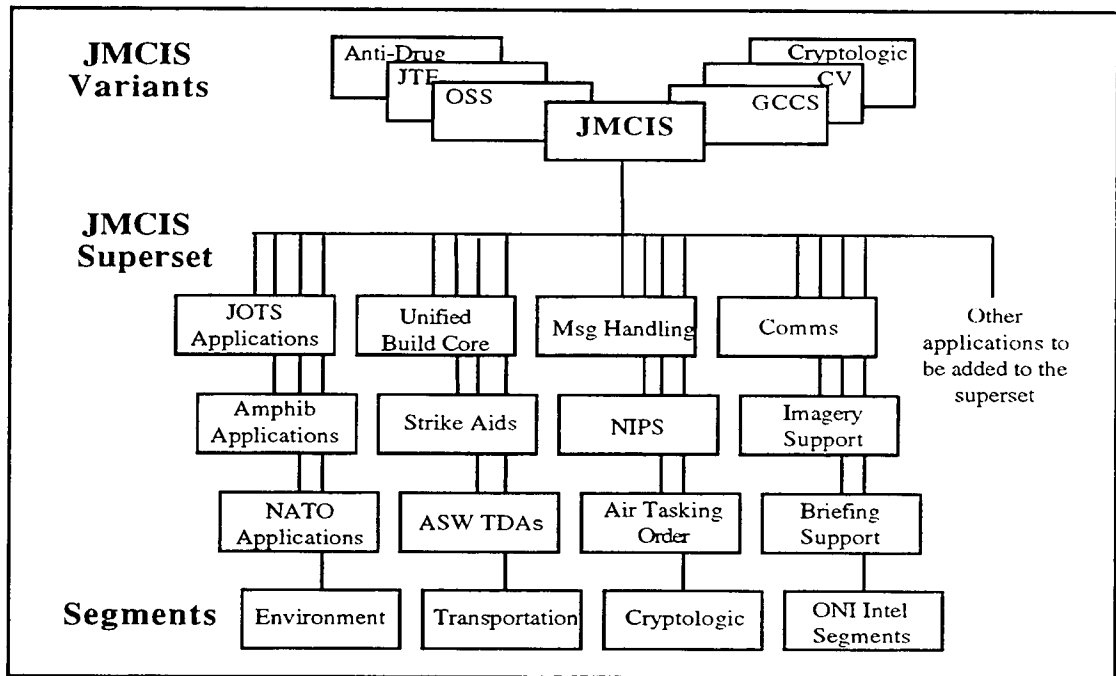 JMCIS
Variants
Anti-Drug
JTF
OSS
JMCIS
Cryptologic
CV
GCCS
JMCIS
Superset
JOTS
Applications
Unified
Build Core
Msg Handling
Comms
Other
applications to
be added to the
superset
Amphib
Applications
Strike Aids
NIPS
Imagery
Support
NATO
Applications
ASW TDAs
Air Tasking
Order
Briefing
Support
Segments
Environment
Transportation
Cryptologic
ONI Intel
Segments